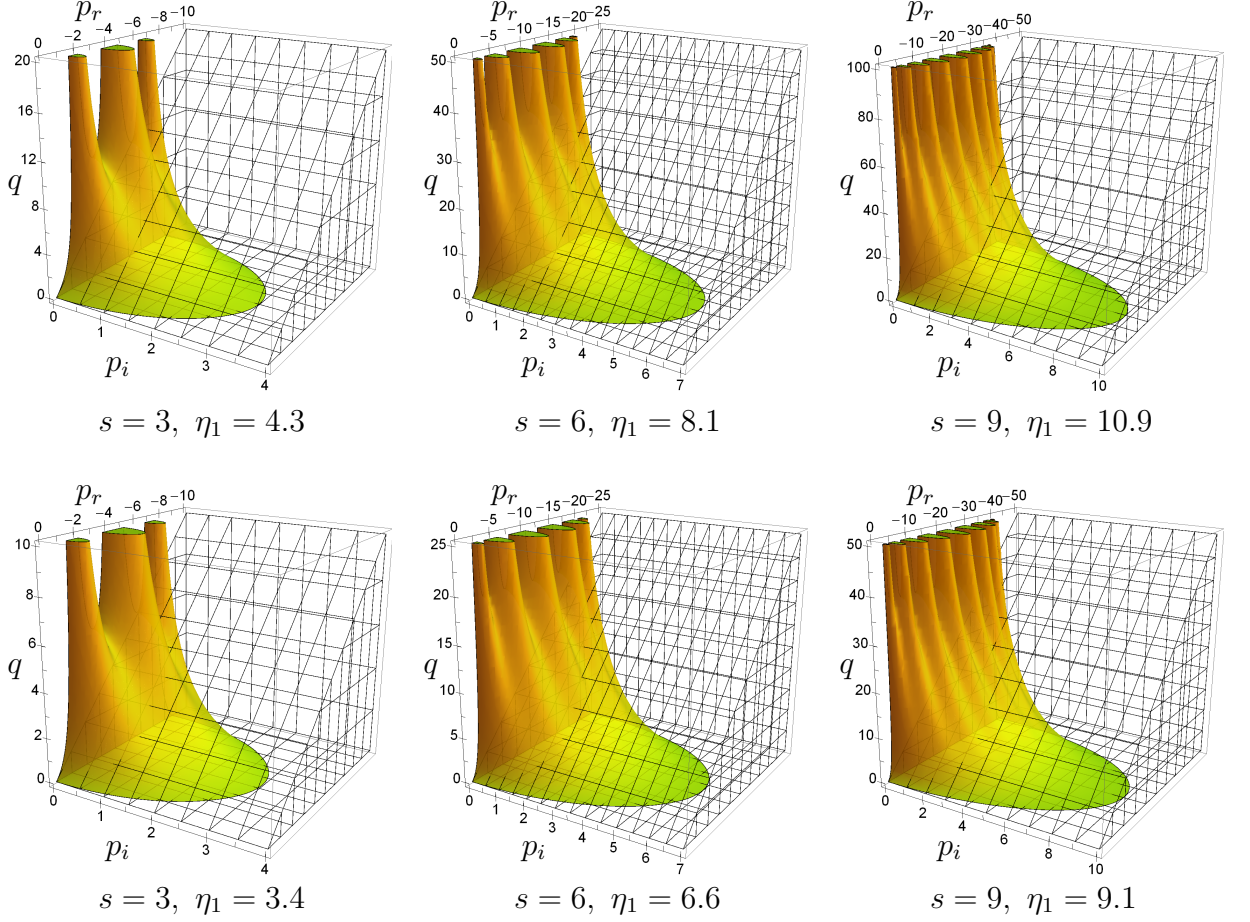 p_r
0 −2 −4 −6 −8 −10
20
16
12
8
4
0
q
0 1 2 3 4
p_i
s = 3, η_1 = 4.3
p_r
0 −5 −10 −15 −20 −25
50
40
30
20
10
0
q
0 1 2 3 4 5 6 7
p_i
s = 6, η_1 = 8.1
p_r
0 −10 −20 −30 −40 −50
100
80
60
40
20
0
q
0 2 4 6 8 10
p_i
s = 9, η_1 = 10.9
p_r
0 −2 −4 −6 −8 −10
10
8
6
4
2
0
q
0 1 2 3 4
p_i
s = 3, η_1 = 3.4
p_r
0 −5 −10 −15 −20 −25
25
20
15
10
5
0
q
0 1 2 3 4 5 6 7
p_i
s = 6, η_1 = 6.6
p_r
0 −10 −20 −30 −40 −50
50
40
30
20
10
0
q
0 2 4 6 8 10
p_i
s = 9, η_1 = 9.1